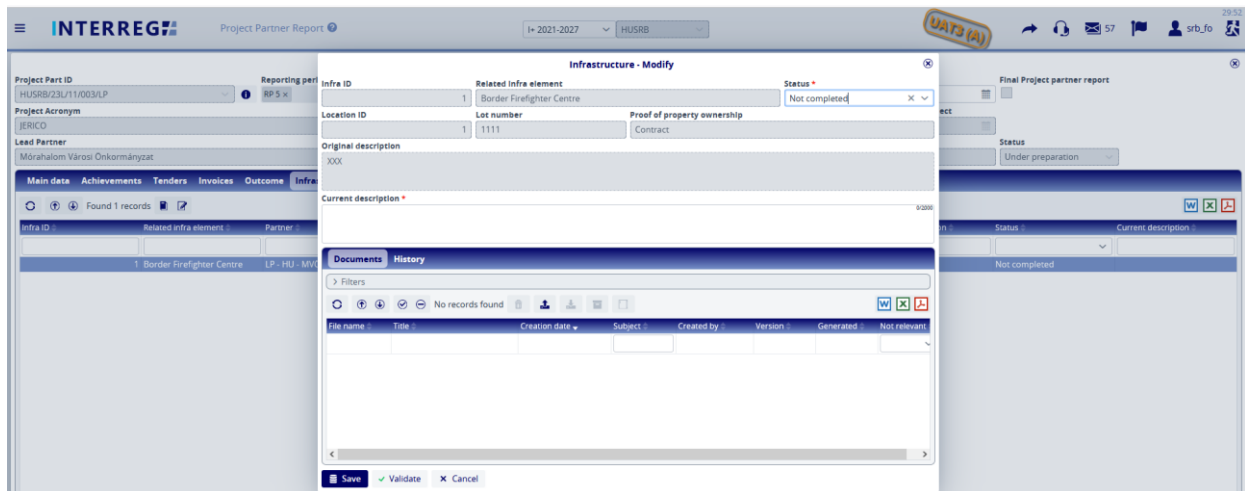 29:52
INTERREG
Project Partner Report
I+ 2021-2027
HUSRB
UAT3 (A)
57
srb_fo
Infrastructure - Modify
Project Part ID
Reporting peri
Final Project partner report
HUSRB/23L/11/003/LP
RP 5 ×
Infra ID
Related Infra element
Status *
1
Border Firefighter Centre
Not completed
Project Acronym
ect
JERICO
Location ID
Lot number
Proof of property ownership
1
1111
Contract
Lead Partner
Status
Mórahalom Városi Önkormányzat
Under preparation
Original description
XXX
Main data Achievements Tenders Invoices Outcome Infra
Current description *
0/2000
Found 1 records
Infra ID
Related infra element
Partner
on
Status
Current description
1 Border Firefighter Centre LP - HU - MVO
Not completed
Documents History
> Filters
No records found
File name Title Creation date Subject Created by Version Generated Not relevant
Save Validate Cancel